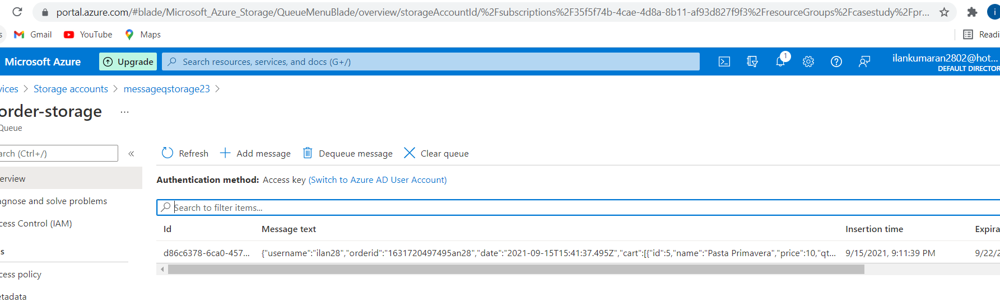 portal.azure.com/#blade/Microsoft_Azure_Storage/QueueMenuBlade/overview/storageAccountId/%2Fsubscriptions%2F35f5f74b-4cae-4d8a-8b11-af93d827f9f3%2FresourceGroups%2Fcasestudy%2Fpr... i
s Gmail YouTube Maps Readi
Microsoft Azure Upgrade Search resources, services, and docs (G+/) 1 ilankumaran2802@hot...
DEFAULT DIRECTOR
vices > Storage accounts > messageqstorage23 >
order-storage ...
Queue
arch (Ctrl+/) « Refresh Add message Dequeue message Clear queue
erview
Authentication method: Access key (Switch to Azure AD User Account)
agnose and solve problems
Search to filter items...
cess Control (IAM)
Id Message text Insertion time Expira
s
d86c6378-6ca0-457... {"username":"ilan28","orderid":"1631720497495an28","date":"2021-09-15T15:41:37.495Z","cart":[{"id":5,"name":"Pasta Primavera","price":10,"qt... 9/15/2021, 9:11:39 PM 9/22/2
cess policy
etadata